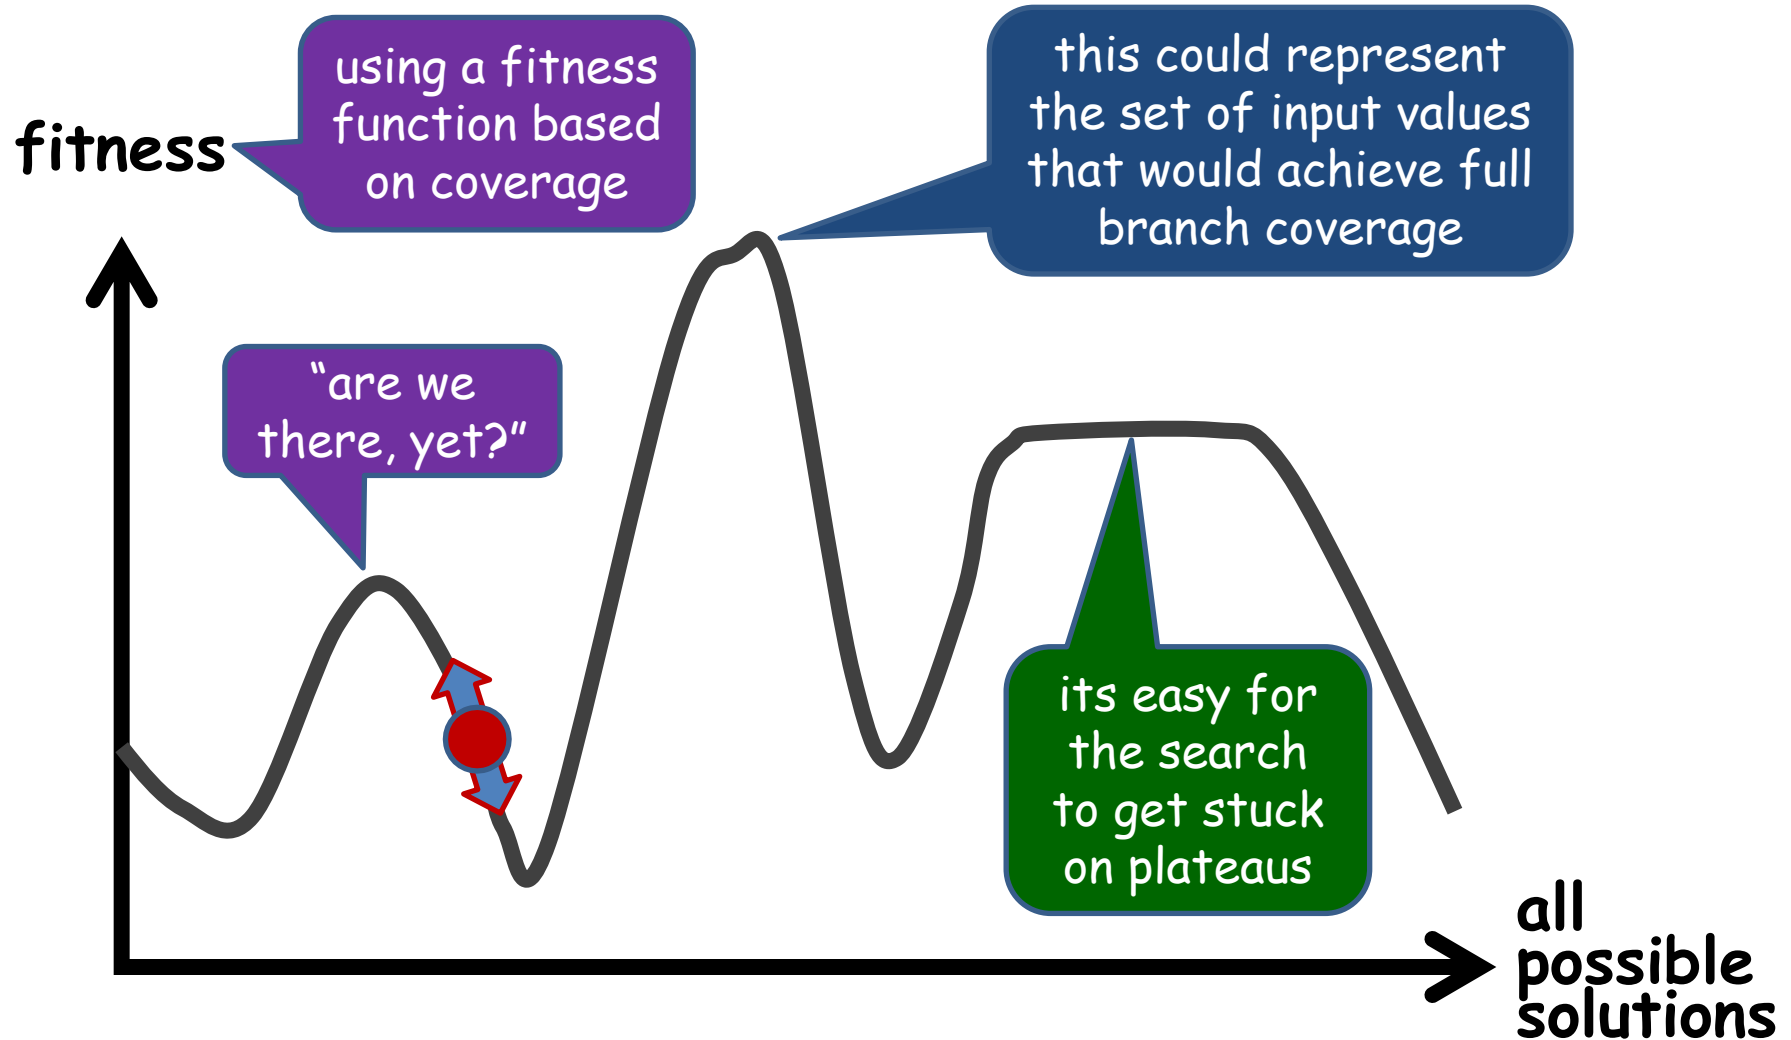 using a fitness
function based
on coverage
this could represent
the set of input values
that would achieve full
branch coverage
fitness
“are we
there, yet?”
its easy for
the search
to get stuck
on plateaus
all
possible
solutions